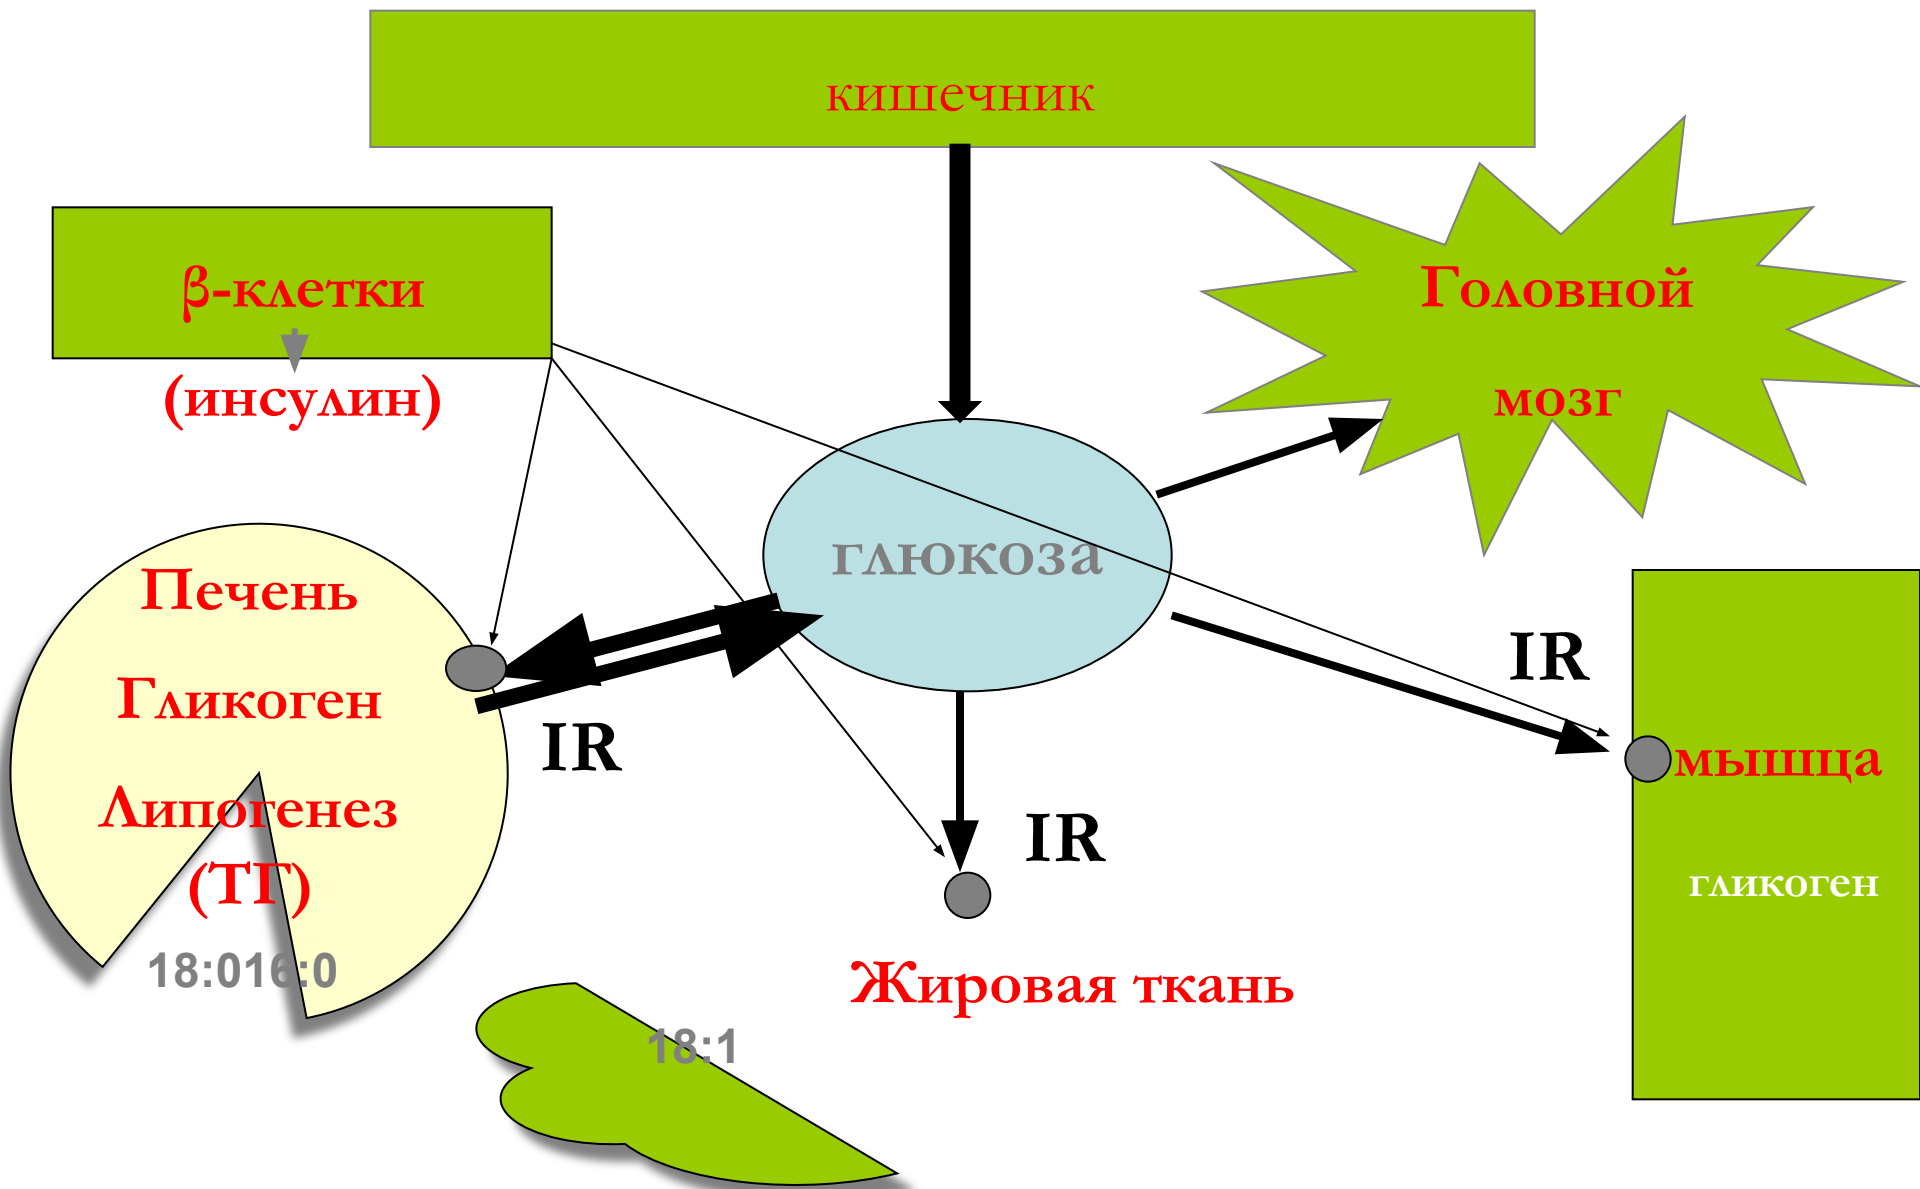 кишечник
β-клетки
(инсулин)
Головной
мозг
глюкоза
Печень
Гликоген
Липогенез
(ТГ)
18:016:0
IR
IR
IR
мышца
гликоген
Жировая ткань
18:1